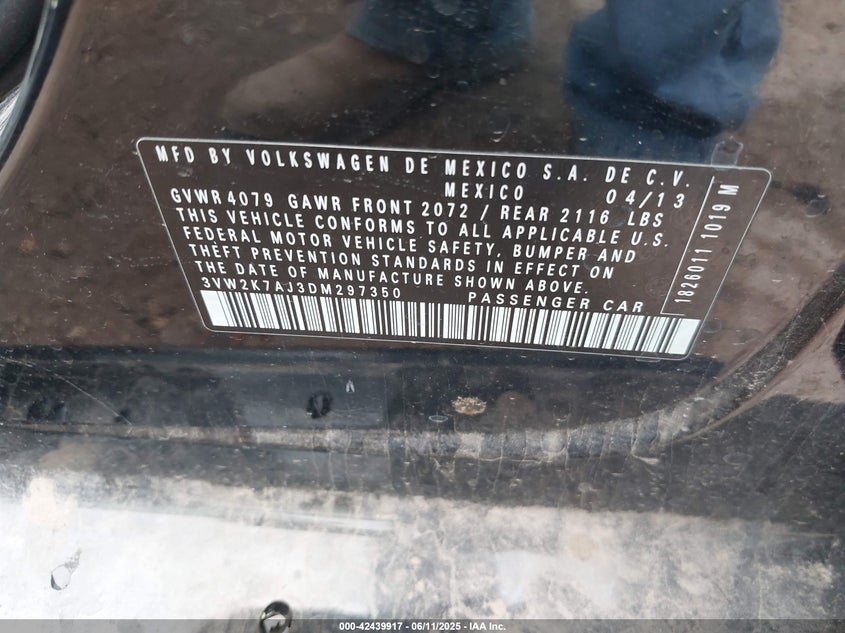 MFD BY VOLKSWAGEN DE MEXICO S.A. DE C.V.
MEXICO 04/13
GVWR 4079 GAWR FRONT 2072 / REAR 2116 LBS
THIS VEHICLE CONFORMS TO ALL APPLICABLE U.S.
FEDERAL MOTOR VEHICLE SAFETY, BUMPER AND
THEFT PREVENTION STANDARDS IN EFFECT ON
THE DATE OF MANUFACTURE SHOWN ABOVE.
3VW2K7AJ3DM297350 PASSENGER CAR
1826011 1019 M
000-42439917 - 06/11/2025 - IAA Inc.